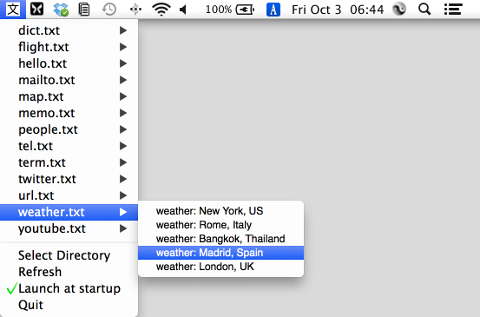 文 100% A Fri Oct 3 06:44
dict.txt
flight.txt
hello.txt
mailto.txt
map.txt
memo.txt
people.txt
tel.txt
term.txt
twitter.txt
url.txt
weather.txt
weather: New York, US
weather: Rome, Italy
weather: Bangkok, Thailand
weather: Madrid, Spain
weather: London, UK
youtube.txt
Select Directory
Refresh
Launch at startup
Quit